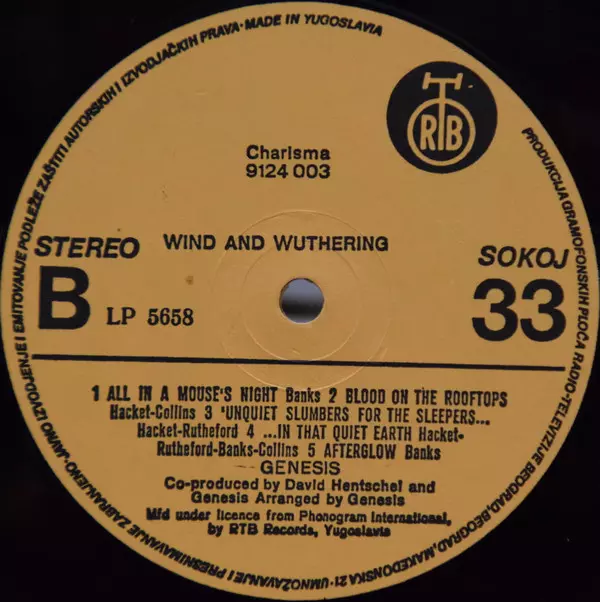 UMNOŽAVANJE I PRESNIMAVANJE ZABRANJENO·JAVNO IZVODJENJE I EMITOVANJE PODLEŽE ZAŠTITI AUTORSKIH I IZVODJAČKIH PRAVA·MADE IN YUGOSLAVIA
PRODUKCIJA GRAMOFONSKIH PLOČA RADIO-TELEVIZIJE BEOGRAD, BEOGRAD, MAKEDONSKA 21·
RTB
Charisma
9124 003
STEREO
WIND AND WUTHERING
SOKOJ
B
LP 5658
33
1 ALL IN A MOUSE'S NIGHT Banks 2 BLOOD ON THE ROOFTOPS
Hacket-Collins 3 'UNQUIET SLUMBERS FOR THE SLEEPERS...
Hacket-Rutheford 4 ...IN THAT QUIET EARTH Hacket-
Rutheford-Banks-Collins 5 AFTERGLOW Banks
GENESIS
Co-produced by David Hentschel and
Genesis Arranged by Genesis
Mfd under licence from Phonogram International,
by RTB Records, Yugoslavia